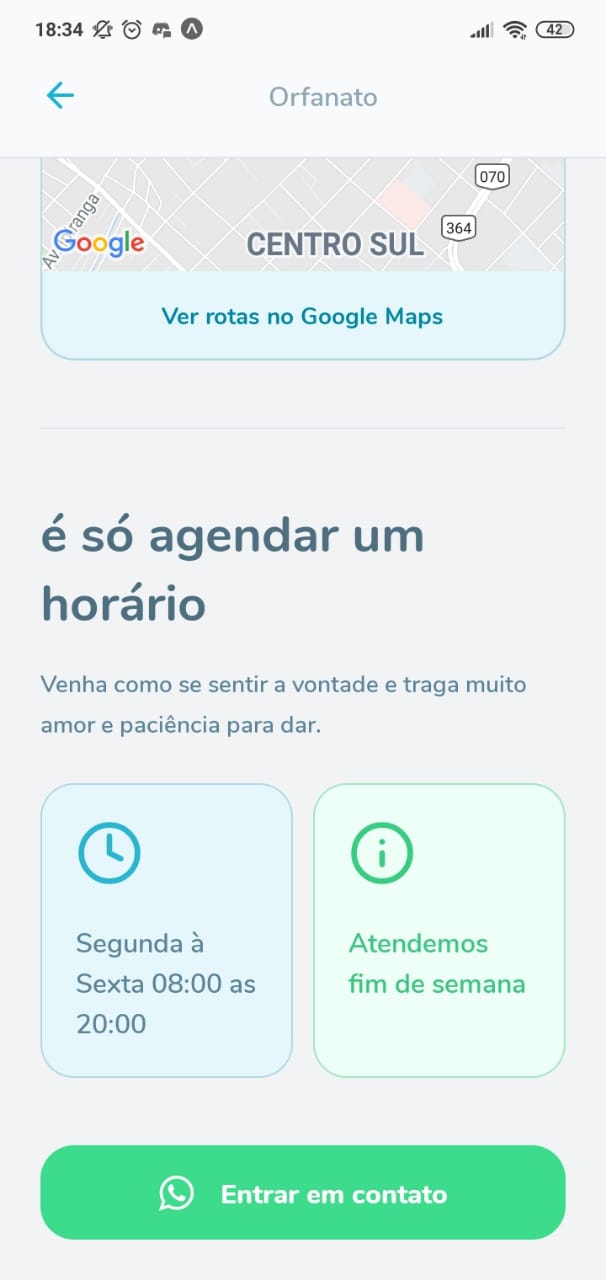 18:34
42
Orfanato
070
Av. Granga
364
Google
CENTRO SUL
Ver rotas no Google Maps
é só agendar um
horário
Venha como se sentir a vontade e traga muito
amor e paciência para dar.
Segunda à
Sexta 08:00 as
20:00
Atendemos
fim de semana
Entrar em contato